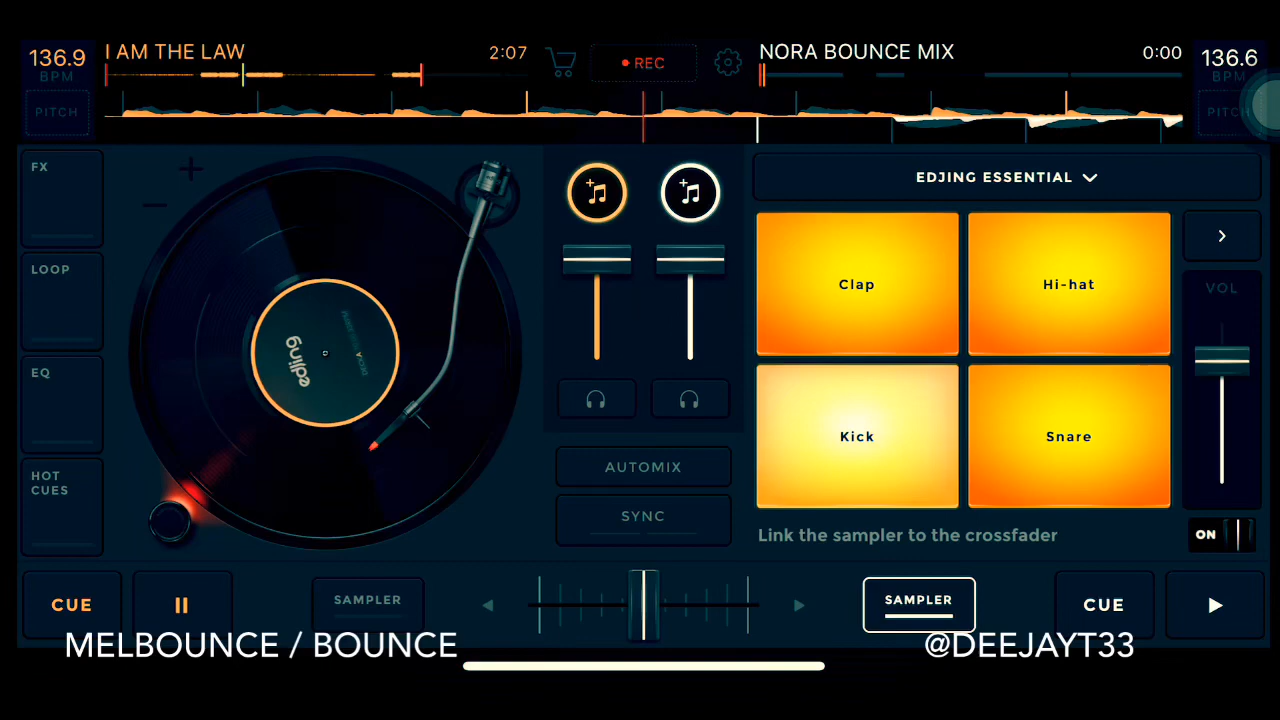 136.9
BPM
PITCH
I AM THE LAW
2:07
REC
NORA BOUNCE MIX
0:00
136.6
BPM
PITCH
FX
LOOP
EQ
HOT
CUES
edjing
AUTOMIX
SYNC
EDJING ESSENTIAL
Clap
Hi-hat
Kick
Snare
VOL
Link the sampler to the crossfader
ON
CUE
SAMPLER
SAMPLER
CUE
MELBOUNCE / BOUNCE
@DEEJAYT33